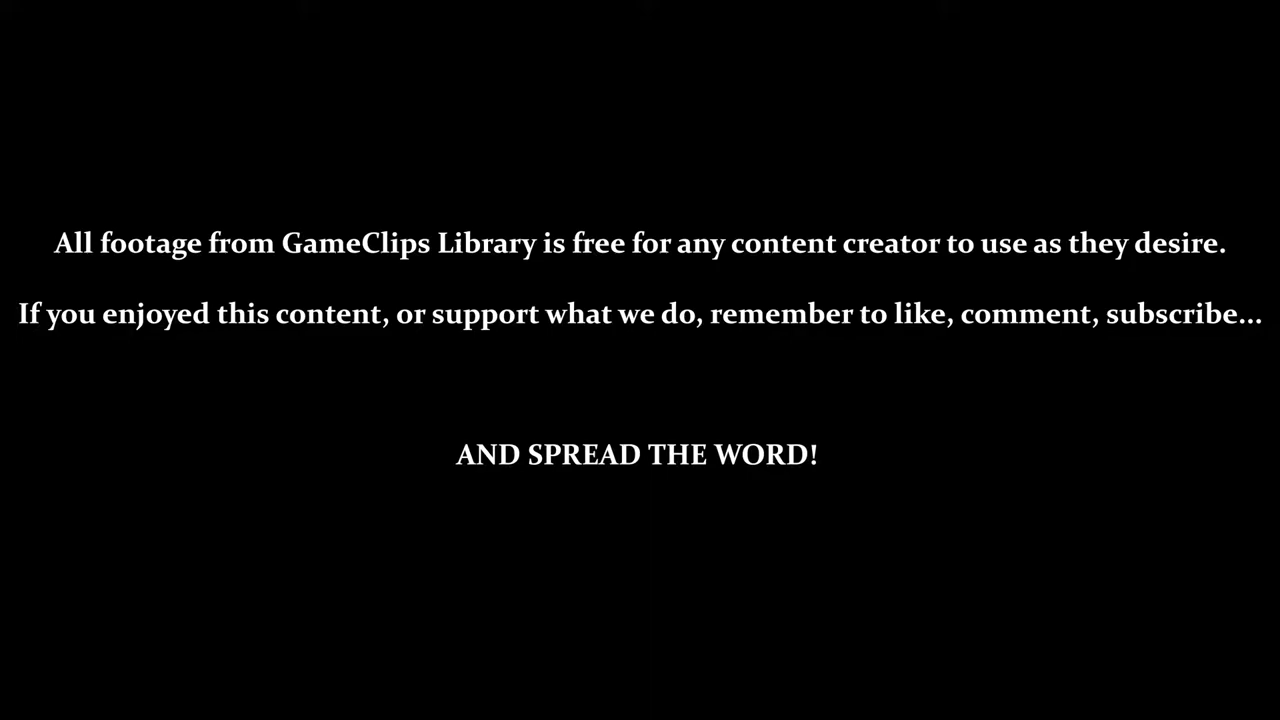 All footage from GameClips Library is free for any content creator to use as they desire.
If you enjoyed this content, or support what we do, remember to like, comment, subscribe...
AND SPREAD THE WORD!